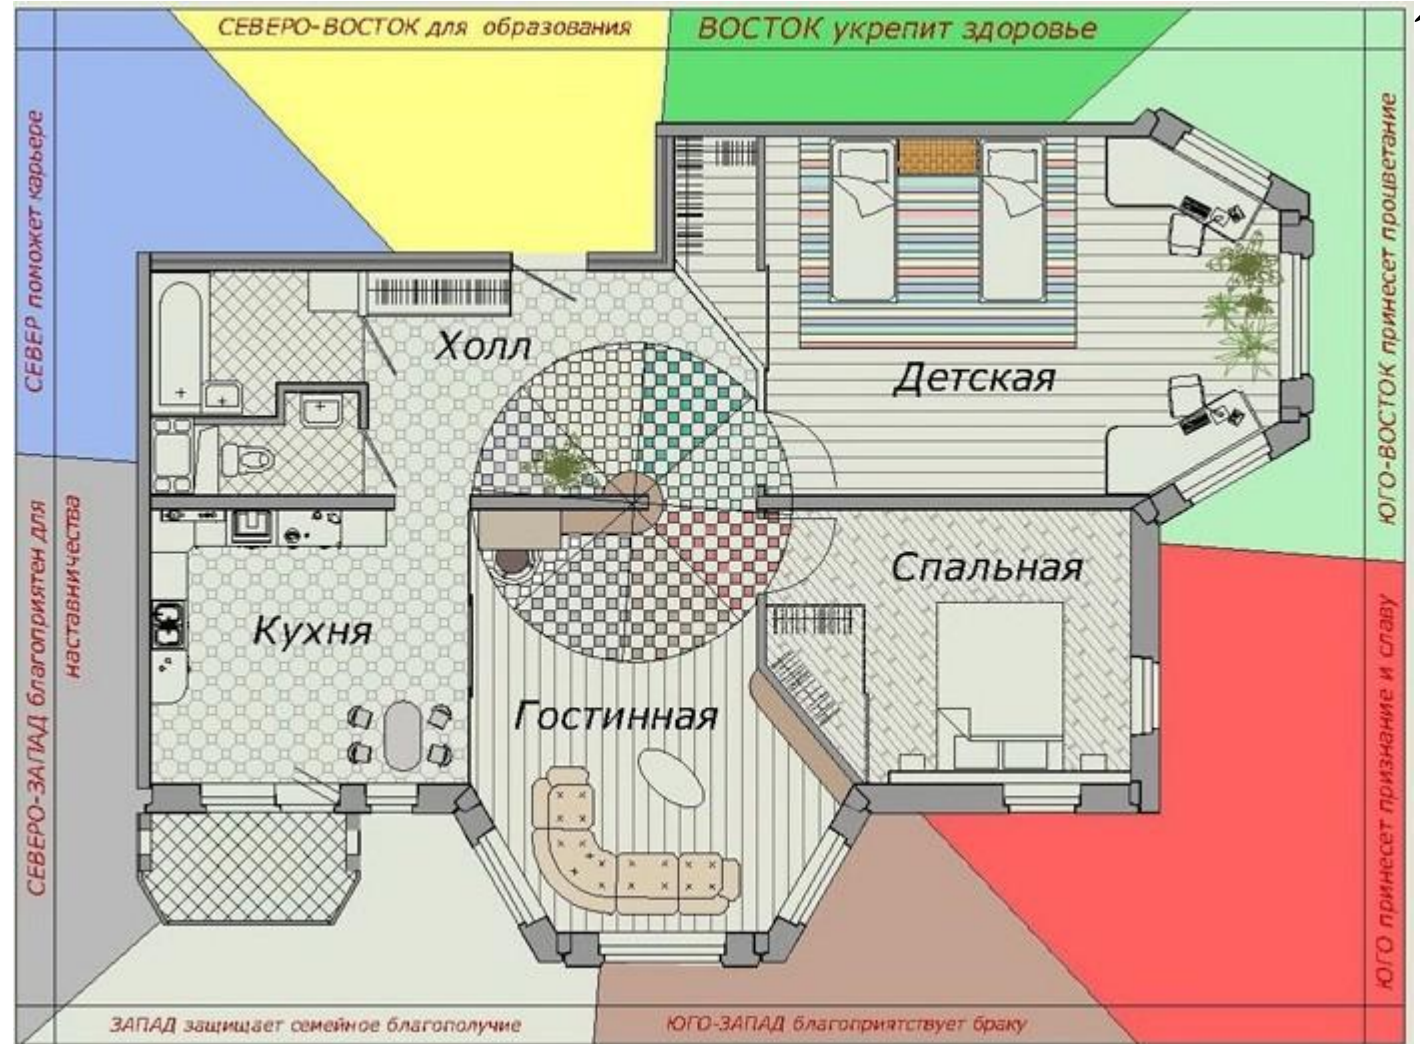 СЕВЕРО-ВОСТОК для образования
ВОСТОК укрепит здоровье
СЕВЕР поможет карьере
ЮГО-ВОСТОК принесет процветание
Холл
Детская
СЕВЕРО-ЗАПАД благоприятен для
наставничества
Спальная
Кухня
Гостинная
ЮГО принесет признание и славу
ЗАПАД защищает семейное благополучие
ЮГО-ЗАПАД благоприятствует браку